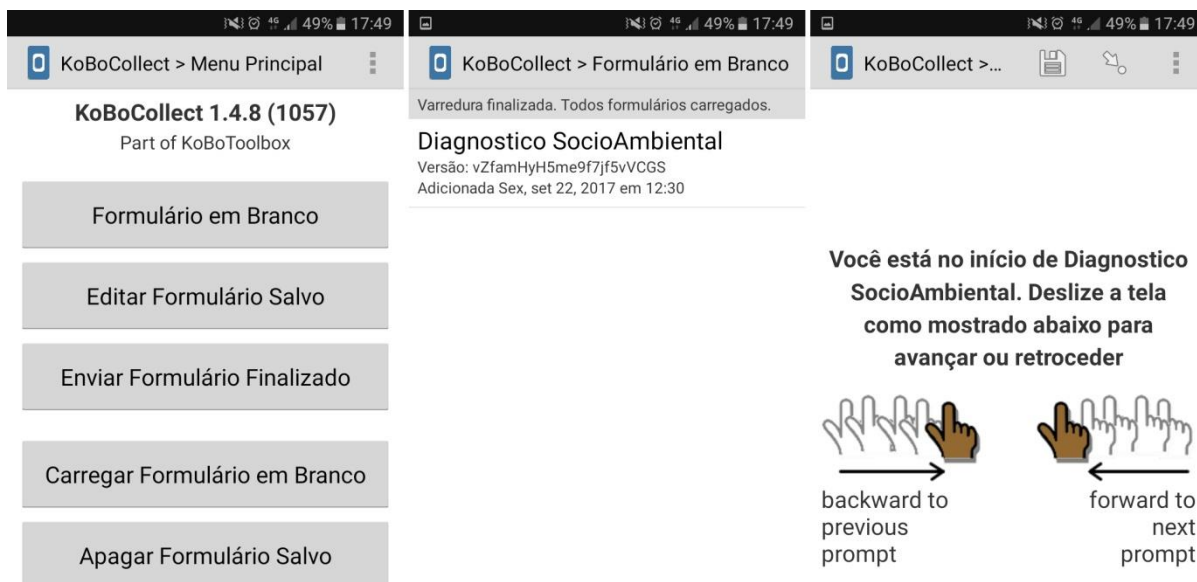 49% 17:49
KoBoCollect > Menu Principal
KoBoCollect 1.4.8 (1057)
Part of KoBoToolbox
Formulário em Branco
Editar Formulário Salvo
Enviar Formulário Finalizado
Carregar Formulário em Branco
Apagar Formulário Salvo
4G 49% 17:49
KoBoCollect > Formulário em Branco
Varredura finalizada. Todos formulários carregados.
Diagnostico SocioAmbiental
Versão: vZfamHyH5me9f7jf5vVCGS
Adicionada Sex, set 22, 2017 em 12:30
4G 49% 17:49
KoBoCollect >...
Você está no início de Diagnostico
SocioAmbiental. Deslize a tela
como mostrado abaixo para
avançar ou retroceder
backward to
previous
prompt
forward to
next
prompt